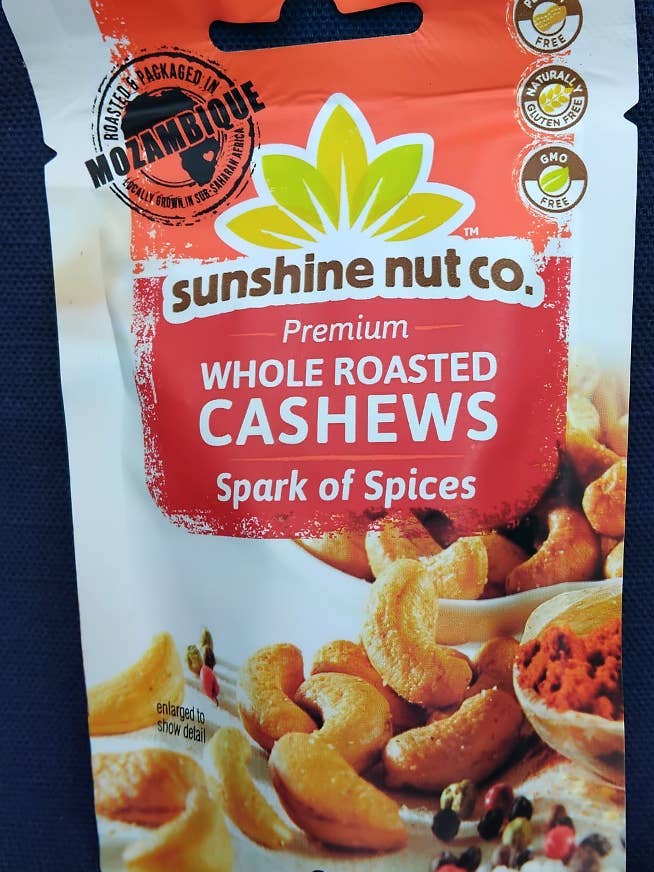 ROASTED & PACKAGED IN
MOZAMBIQUE
LOCALLY GROWN IN SUB-SAHARAN AFRICA
FREE
NATURALLY
GLUTEN FREE
GMO
FREE
sunshine nut co.™
Premium
WHOLE ROASTED
CASHEWS
Spark of Spices
enlarged to
show detail